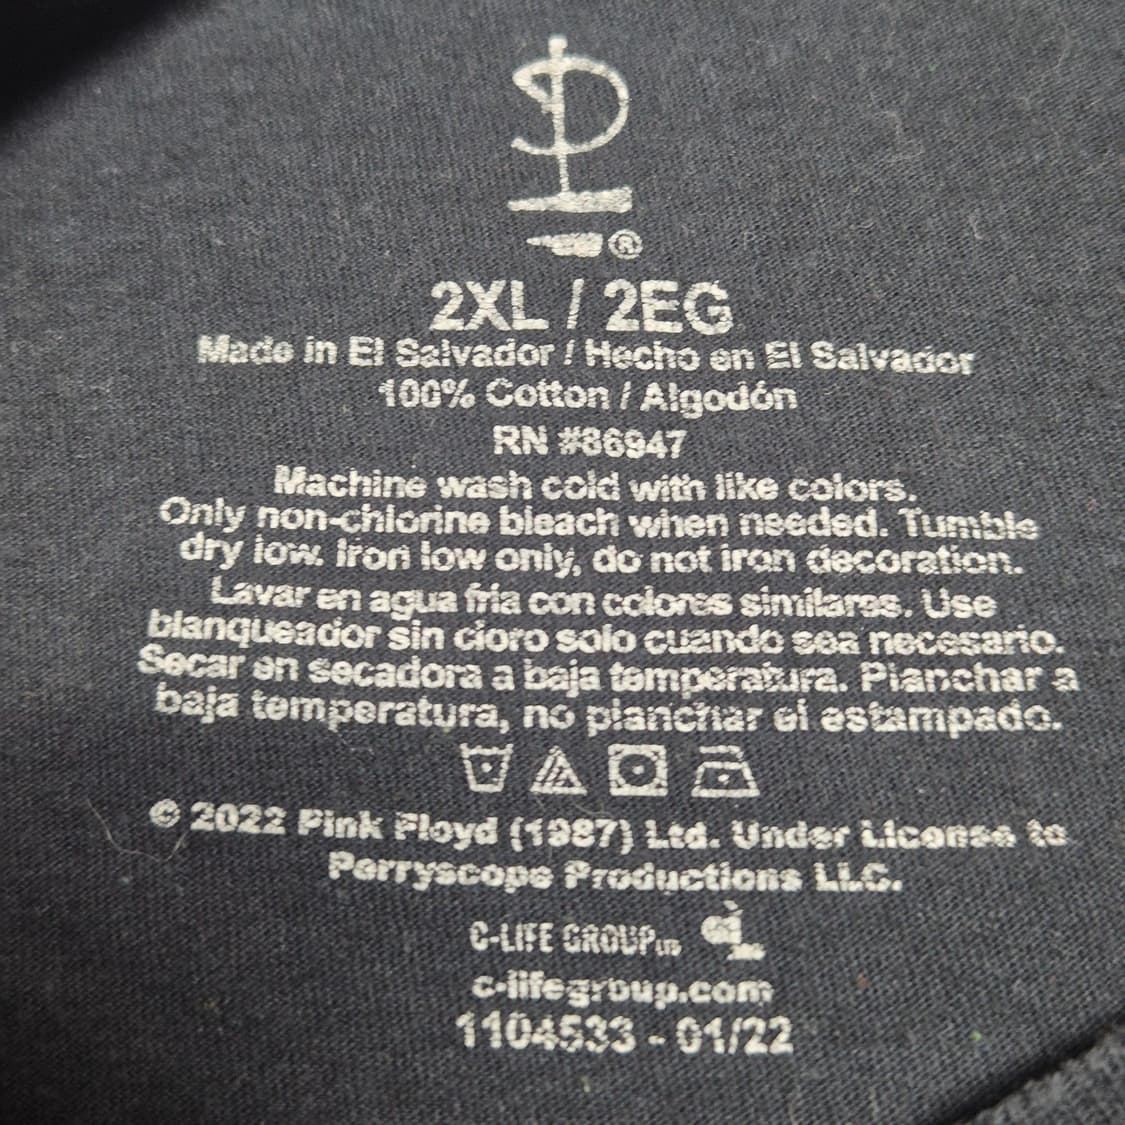 ®
2XL / 2EG
Made in El Salvador / Hecho en El Salvador
100% Cotton / Algodón
RN #86947
Machine wash cold with like colors.
Only non-chlorine bleach when needed. Tumble
dry low. Iron low only, do not iron decoration.
Lavar en agua fría con colores similares. Use
blanqueador sin cloro solo cuando sea necesario.
Secar en secadora a baja temperatura. Planchar a
baja temperatura, no planchar el estampado.
© 2022 Pink Floyd (1987) Ltd. Under License to
Perryscope Productions LLC.
C-LIFE GROUP LTD
c-lifegroup.com
1104533 - 01/22